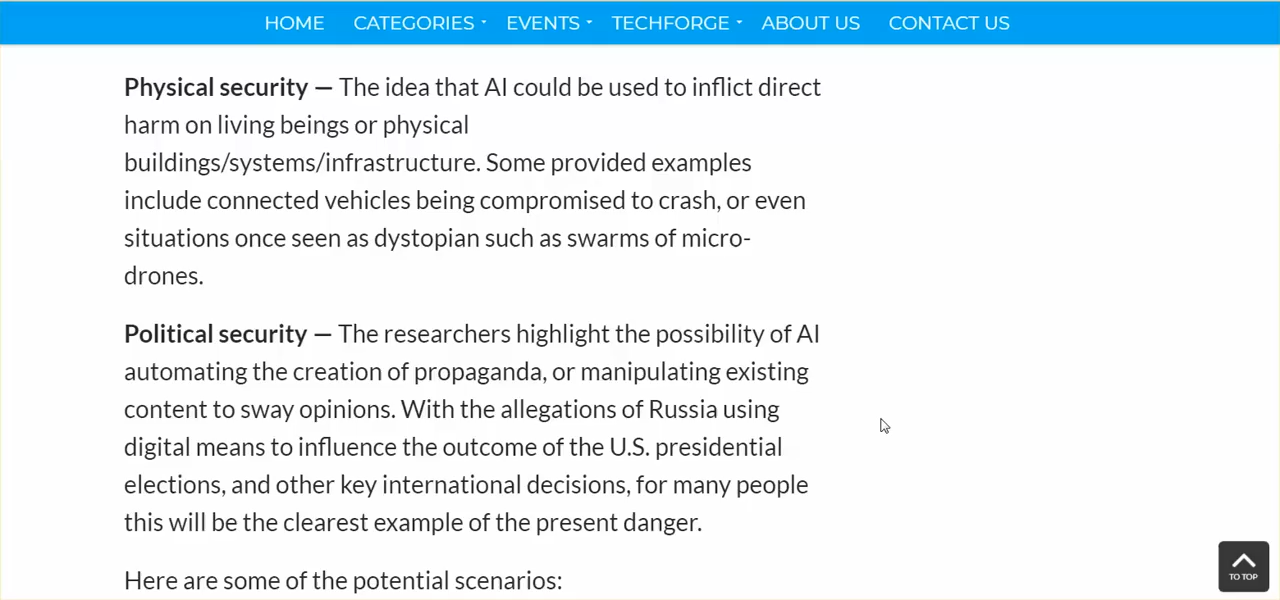 HOME CATEGORIES EVENTS TECHFORGE ABOUT US CONTACT US
Physical security — The idea that AI could be used to inflict direct
harm on living beings or physical
buildings/systems/infrastructure. Some provided examples
include connected vehicles being compromised to crash, or even
situations once seen as dystopian such as swarms of micro-
drones.
Political security — The researchers highlight the possibility of AI
automating the creation of propaganda, or manipulating existing
content to sway opinions. With the allegations of Russia using
digital means to influence the outcome of the U.S. presidential
elections, and other key international decisions, for many people
this will be the clearest example of the present danger.
Here are some of the potential scenarios:
TO TOP